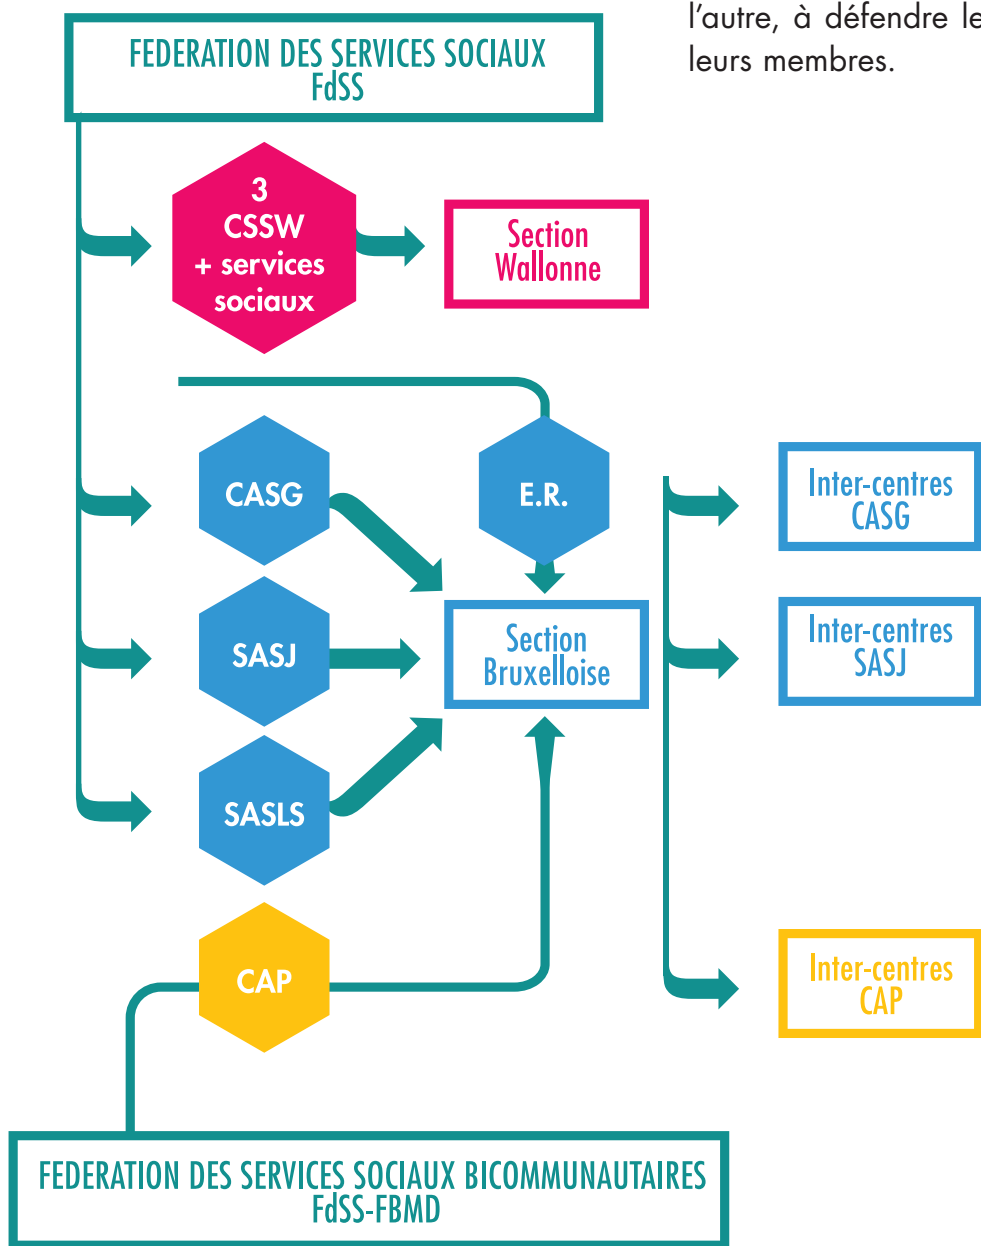 l’autre, à défendre le
leurs membres.
FEDERATION DES SERVICES SOCIAUX
FdSS
3
CSSW
+ services
sociaux
Section
Wallonne
CASG
E.R.
Inter-centres
CASG
SASJ
Section
Bruxelloise
Inter-centres
SASJ
SASLS
CAP
Inter-centres
CAP
FEDERATION DES SERVICES SOCIAUX BICOMMUNAUTAIRES
FdSS-FBMD